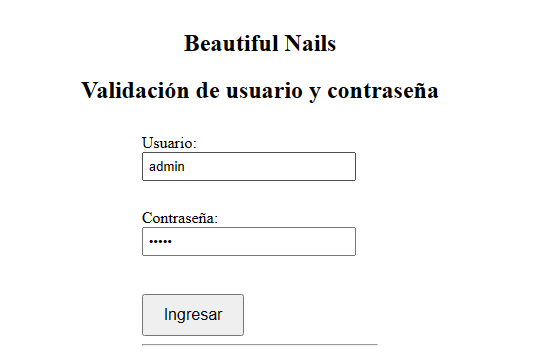 Beautiful Nails
Validación de usuario y contraseña
Usuario:
admin
Contraseña:
•••••
Ingresar